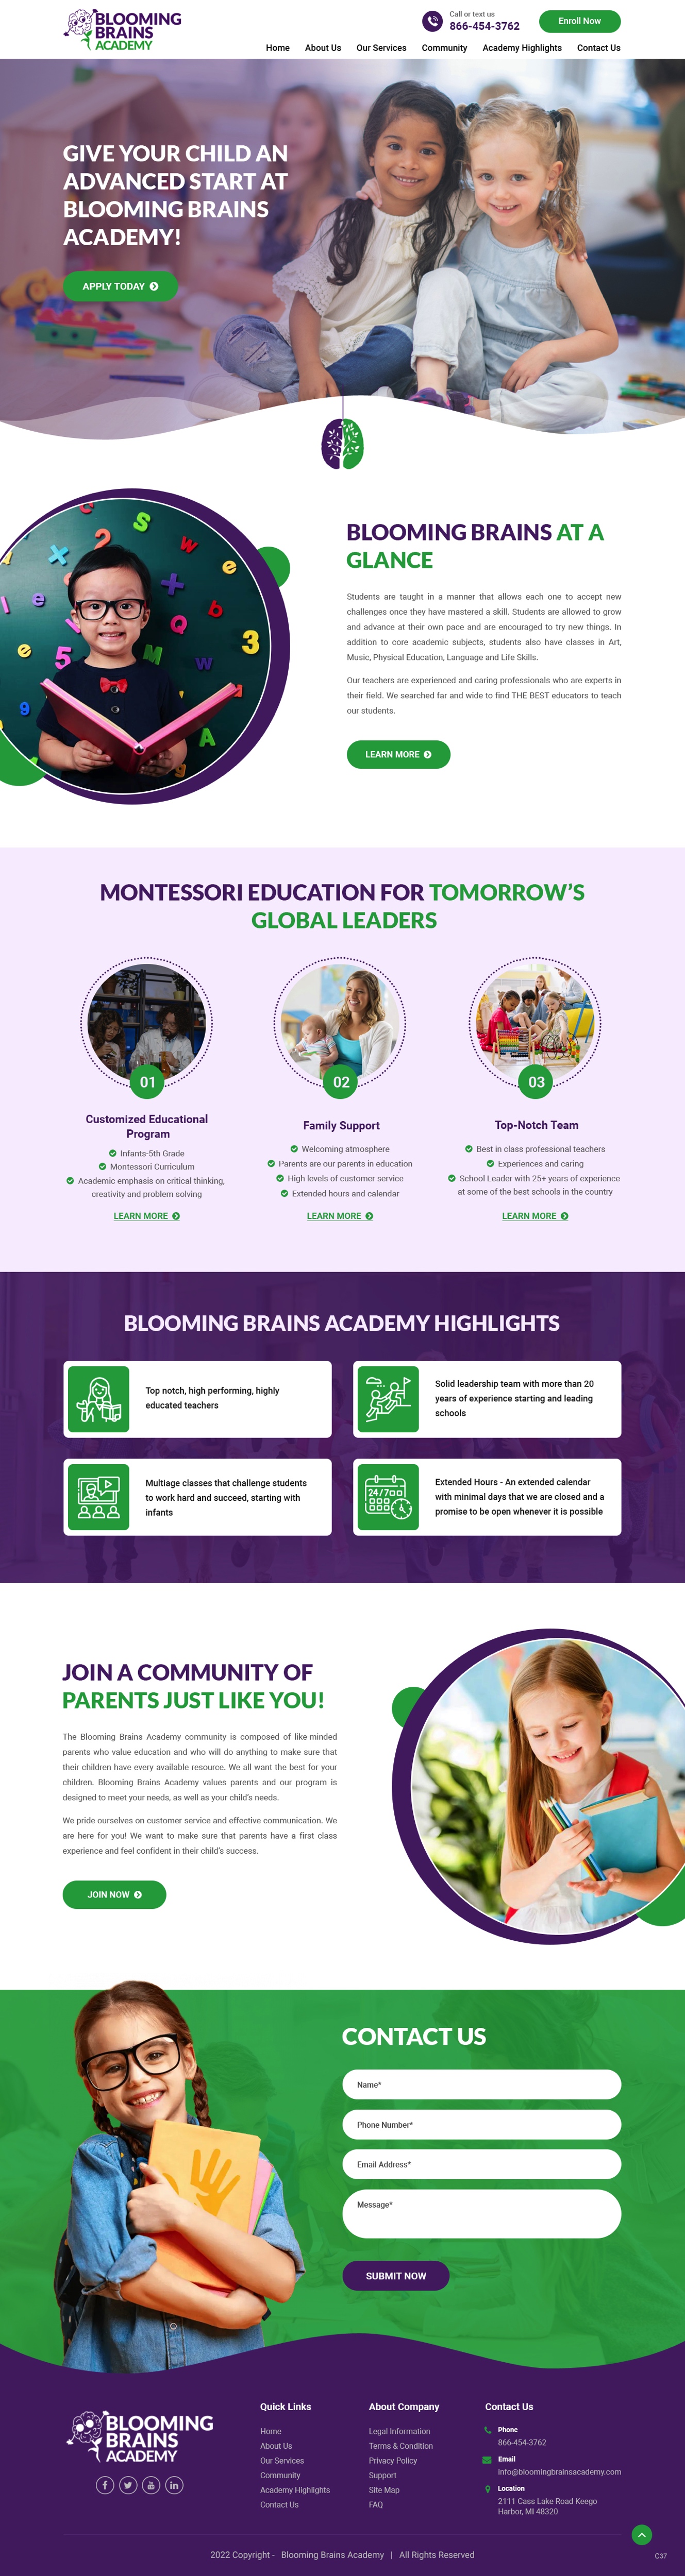 BLOOMING
BRAINS
ACADEMY
Call or text us
866-454-3762
Enroll Now
Home About Us Our Services Community Academy Highlights Contact Us
GIVE YOUR CHILD AN
ADVANCED START AT
BLOOMING BRAINS
ACADEMY!
APPLY TODAY
BLOOMING BRAINS AT A
GLANCE
Students are taught in a manner that allows each one to accept new
challenges once they have mastered a skill. Students are allowed to grow
and advance at their own pace and are encouraged to try new things. In
addition to core academic subjects, students also have classes in Art,
Music, Physical Education, Language and Life Skills.
Our teachers are experienced and caring professionals who are experts in
their field. We searched far and wide to find THE BEST educators to teach
our students.
LEARN MORE
MONTESSORI EDUCATION FOR TOMORROW'S
GLOBAL LEADERS
01
Customized Educational
Program
Infants-5th Grade
Montessori Curriculum
Academic emphasis on critical thinking,
creativity and problem solving
LEARN MORE
02
Family Support
Welcoming atmosphere
Parents are our parents in education
High levels of customer service
Extended hours and calendar
LEARN MORE
03
Top-Notch Team
Best in class professional teachers
Experiences and caring
School Leader with 25+ years of experience
at some of the best schools in the country
LEARN MORE
BLOOMING BRAINS ACADEMY HIGHLIGHTS
Top notch, high performing, highly
educated teachers
Solid leadership team with more than 20
years of experience starting and leading
schools
Multiage classes that challenge students
to work hard and succeed, starting with
infants
24/7
Extended Hours - An extended calendar
with minimal days that we are closed and a
promise to be open whenever it is possible
JOIN A COMMUNITY OF
PARENTS JUST LIKE YOU!
The Blooming Brains Academy community is composed of like-minded
parents who value education and who will do anything to make sure that
their children have every available resource. We all want the best for your
children. Blooming Brains Academy values parents and our program is
designed to meet your needs, as well as your child's needs.
We pride ourselves on customer service and effective communication. We
are here for you! We want to make sure that parents have a first class
experience and feel confident in their child's success.
JOIN NOW
CONTACT US
Name*
Phone Number*
Email Address*
Message*
SUBMIT NOW
BLOOMING
BRAINS
ACADEMY
Quick Links
Home
About Us
Our Services
Community
Academy Highlights
Contact Us
About Company
Legal Information
Terms & Condition
Privacy Policy
Support
Site Map
FAQ
Contact Us
Phone
866-454-3762
Email
info@bloomingbrainsacademy.com
Location
2111 Cass Lake Road Keego
Harbor, MI 48320
2022 Copyright - Blooming Brains Academy | All Rights Reserved
C37